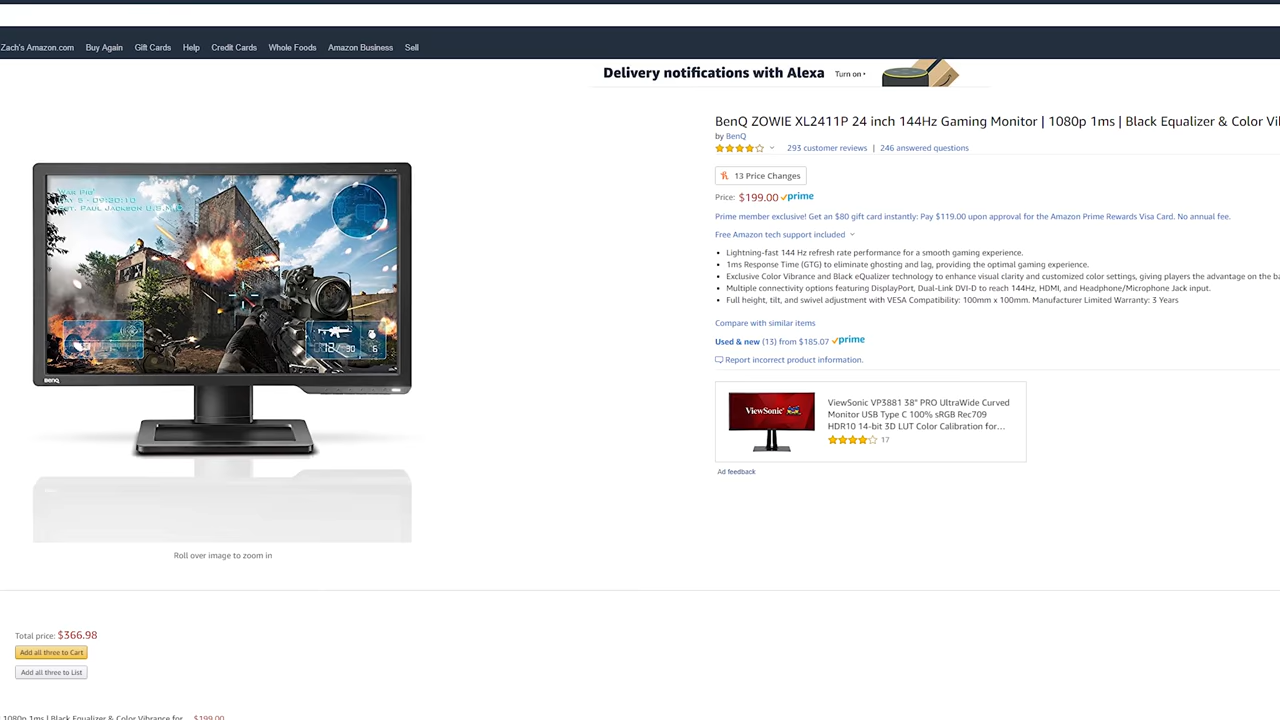 Zach's Amazon.com Buy Again Gift Cards Help Credit Cards Whole Foods Amazon Business Sell
Delivery notifications with Alexa Turn on
BenQ ZOWIE XL2411P 24 inch 144Hz Gaming Monitor | 1080p 1ms | Black Equalizer & Color
by BenQ
293 customer reviews | 246 answered questions
13 Price Changes
Price: $199.00 prime
Prime member exclusive! Get an $80 gift card instantly: Pay $119.00 upon approval for the Amazon Prime Rewards Visa Card. No annual fee.
Free Amazon tech support included
• Lightning-fast 144 Hz refresh rate performance for a smooth gaming experience.
• 1ms Response Time (GTG) to eliminate ghosting and lag, providing the optimal gaming experience.
• Exclusive Color Vibrance and Black eQualizer technology to enhance visual clarity and customized color settings, giving players the advantage on the
• Multiple connectivity options featuring DisplayPort, Dual-Link DVI-D to reach 144Hz, HDMI, and Headphone/Microphone Jack input.
• Full height, tilt, and swivel adjustment with VESA Compatibility: 100mm x 100mm. Manufacturer Limited Warranty: 3 Years
Compare with similar items
Used & new (13) from $185.07 prime
Report incorrect product information.
ViewSonic
ViewSonic VP3881 38" PRO UltraWide Curved
Monitor USB Type C 100% sRGB Rec709
HDR10 14-bit 3D LUT Color Calibration for...
17
Ad feedback
BenQ
Roll over image to zoom in
Total price: $366.98
Add all three to Cart
Add all three to List
1080p 1ms | Black Equalizer & Color Vibrance for $199.00